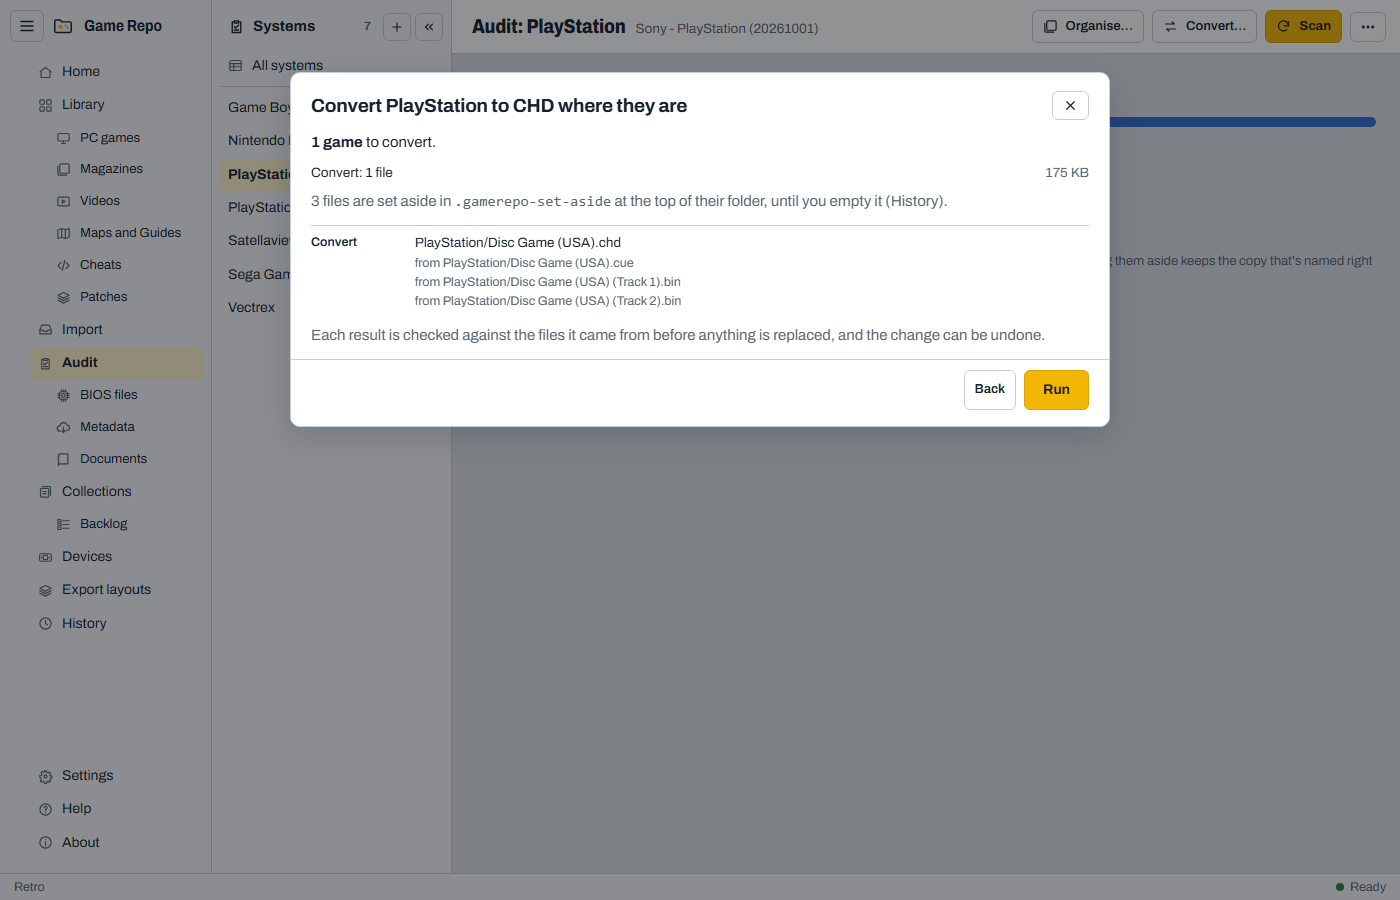 Game Repo
Home
Library
PC games
Magazines
Videos
Maps and Guides
Cheats
Patches
Import
Audit
BIOS files
Metadata
Documents
Collections
Backlog
Devices
Export layouts
History
Settings
Help
About
Systems 7
All systems
Game Bo
Nintendo
PlayStati
PlayStatio
Satellavie
Sega Gam
Vectrex
Audit: PlayStation Sony - PlayStation (20261001)
Organise...
Convert...
Scan
Convert PlayStation to CHD where they are
1 game to convert.
Convert: 1 file 175 KB
3 files are set aside in .gamerepo-set-aside at the top of their folder, until you empty it (History).
Convert PlayStation/Disc Game (USA).chd
from PlayStation/Disc Game (USA).cue
from PlayStation/Disc Game (USA) (Track 1).bin
from PlayStation/Disc Game (USA) (Track 2).bin
Each result is checked against the files it came from before anything is replaced, and the change can be undone.
Back
Run
them aside keeps the copy that's named right
Retro
Ready